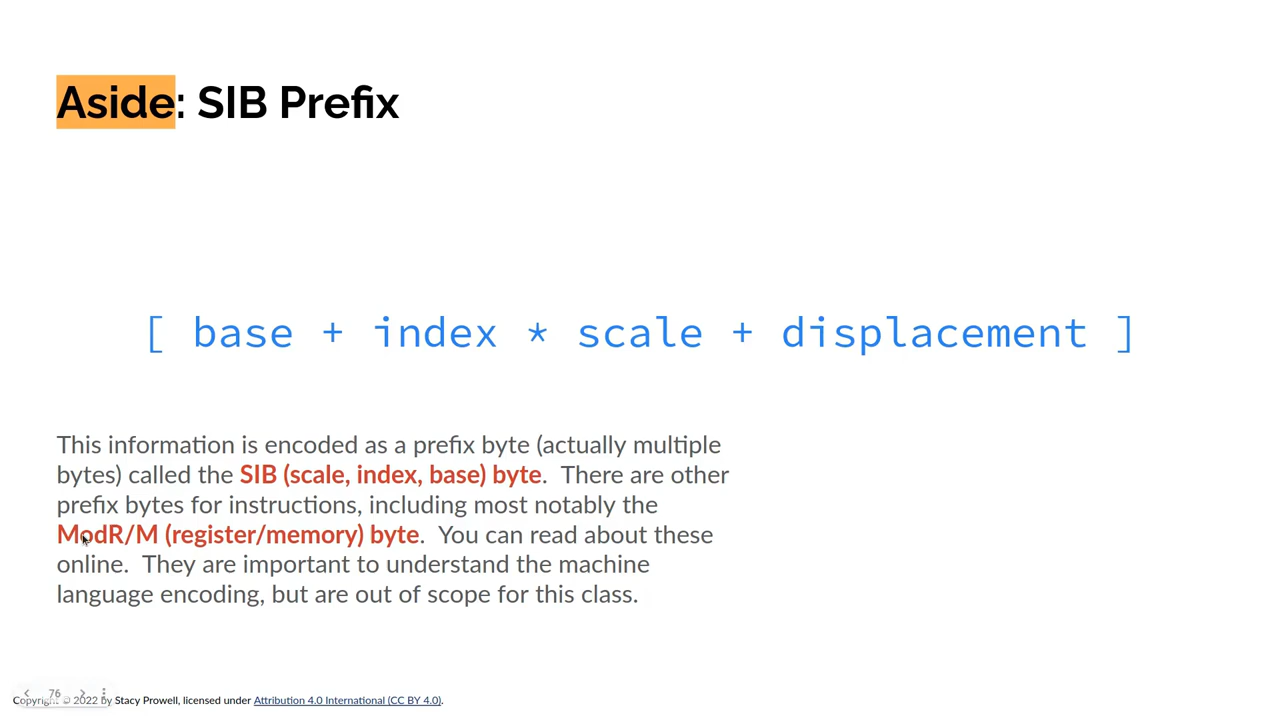 Aside: SIB Prefix
[ base + index * scale + displacement ]
This information is encoded as a prefix byte (actually multiple
bytes) called the SIB (scale, index, base) byte.  There are other
prefix bytes for instructions, including most notably the
ModR/M (register/memory) byte.  You can read about these
online.  They are important to understand the machine
language encoding, but are out of scope for this class.
76
Copyright © 2022 by Stacy Prowell, licensed under Attribution 4.0 International (CC BY 4.0).